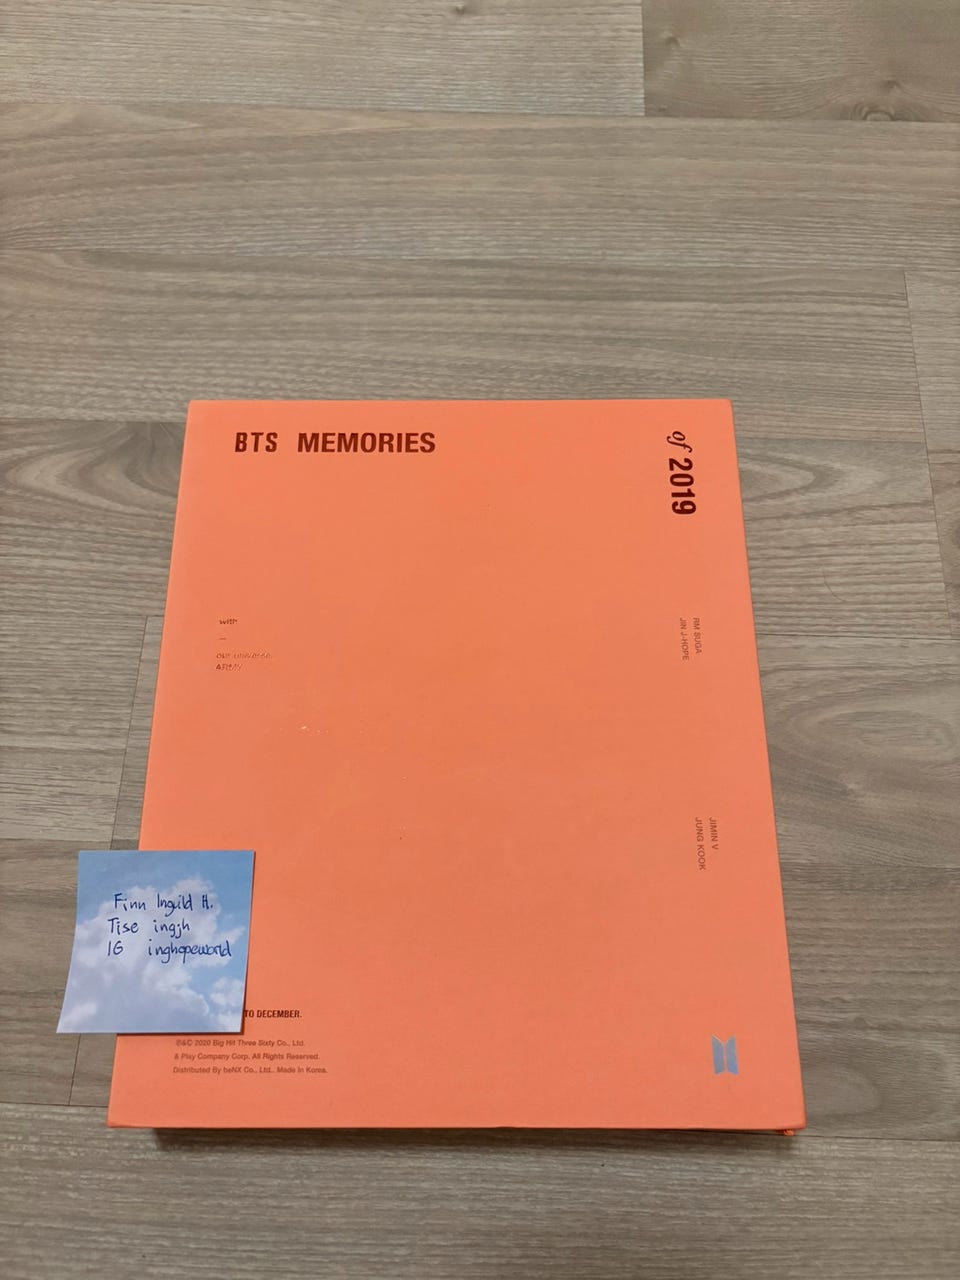 BTS MEMORIES
of 2019
with
—
our universe.
ARMY
RM SUGA
JIN J-HOPE
JIMIN V
JUNG KOOK
Finn Inguild H.
Tise ingjh
IG inghopeworld
TO DECEMBER.
℗&© 2020 Big Hit Three Sixty Co., Ltd.
& Play Company Corp. All Rights Reserved.
Distributed By beNX Co., Ltd., Made In Korea.